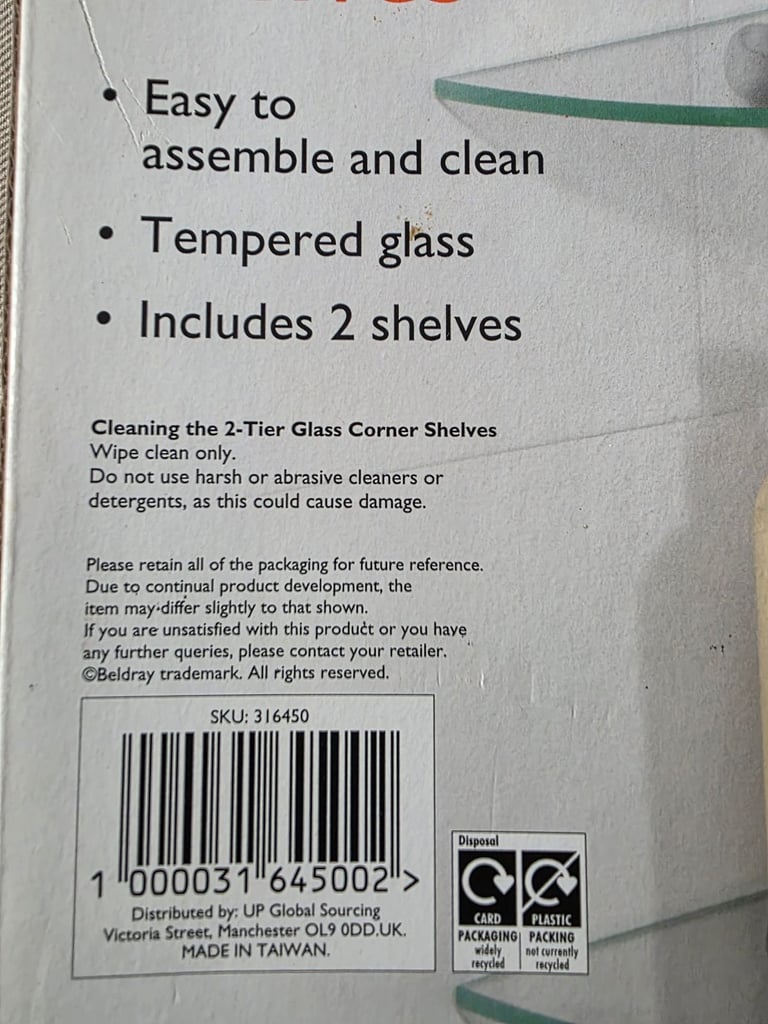 • Easy to
assemble and clean
• Tempered glass
• Includes 2 shelves
Cleaning the 2-Tier Glass Corner Shelves
Wipe clean only.
Do not use harsh or abrasive cleaners or
detergents, as this could cause damage.
Please retain all of the packaging for future reference.
Due to continual product development, the
item may differ slightly to that shown.
If you are unsatisfied with this product or you have
any further queries, please contact your retailer.
©Beldray trademark. All rights reserved.
SKU: 316450
1 000031 645002 >
Distributed by: UP Global Sourcing
Victoria Street, Manchester OL9 0DD.UK.
MADE IN TAIWAN.
Disposal
CARD PLASTIC
PACKAGING PACKING
widely not currently
recycled recycled